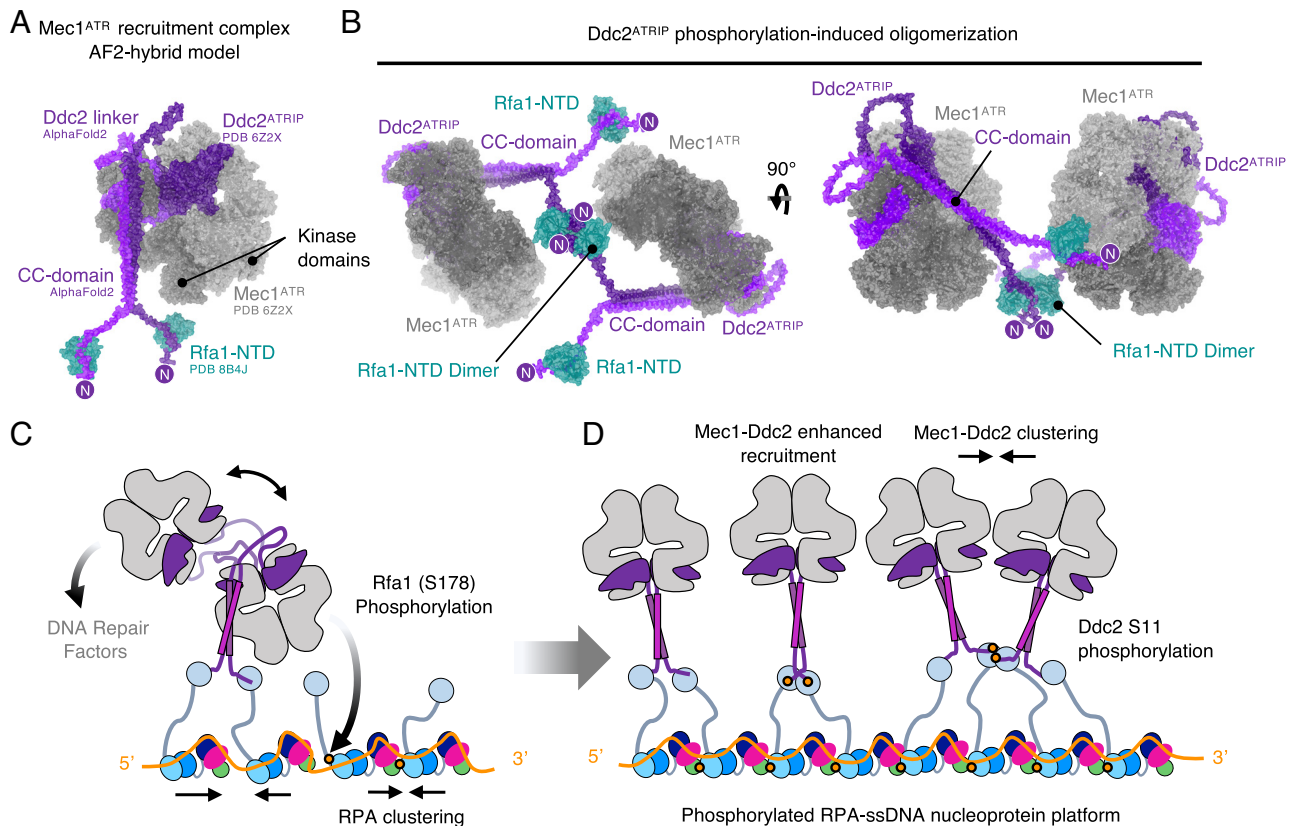 A
Mec1ATR recruitment complex
AF2-hybrid model
Ddc2 linker
AlphaFold2
Ddc2ATRIP
PDB 6Z2X
CC-domain
AlphaFold2
Kinase
domains
Mec1ATR
PDB 6Z2X
Rfa1-NTD
PDB 8B4J
N
N
B
Ddc2ATRIP phosphorylation-induced oligomerization
Ddc2ATRIP
CC-domain
Rfa1-NTD
N
Mec1ATR
N
N
Mec1ATR
CC-domain
Ddc2ATRIP
Rfa1-NTD Dimer
N
Rfa1-NTD
90°
Ddc2ATRIP
Mec1ATR
CC-domain
Mec1ATR
Ddc2ATRIP
N
N
N
Rfa1-NTD Dimer
C
DNA Repair
Factors
Rfa1 (S178)
Phosphorylation
5’
3’
RPA clustering
D
Mec1-Ddc2 enhanced
recruitment
Mec1-Ddc2 clustering
Ddc2 S11
phosphorylation
5’
3’
Phosphorylated RPA-ssDNA nucleoprotein platform